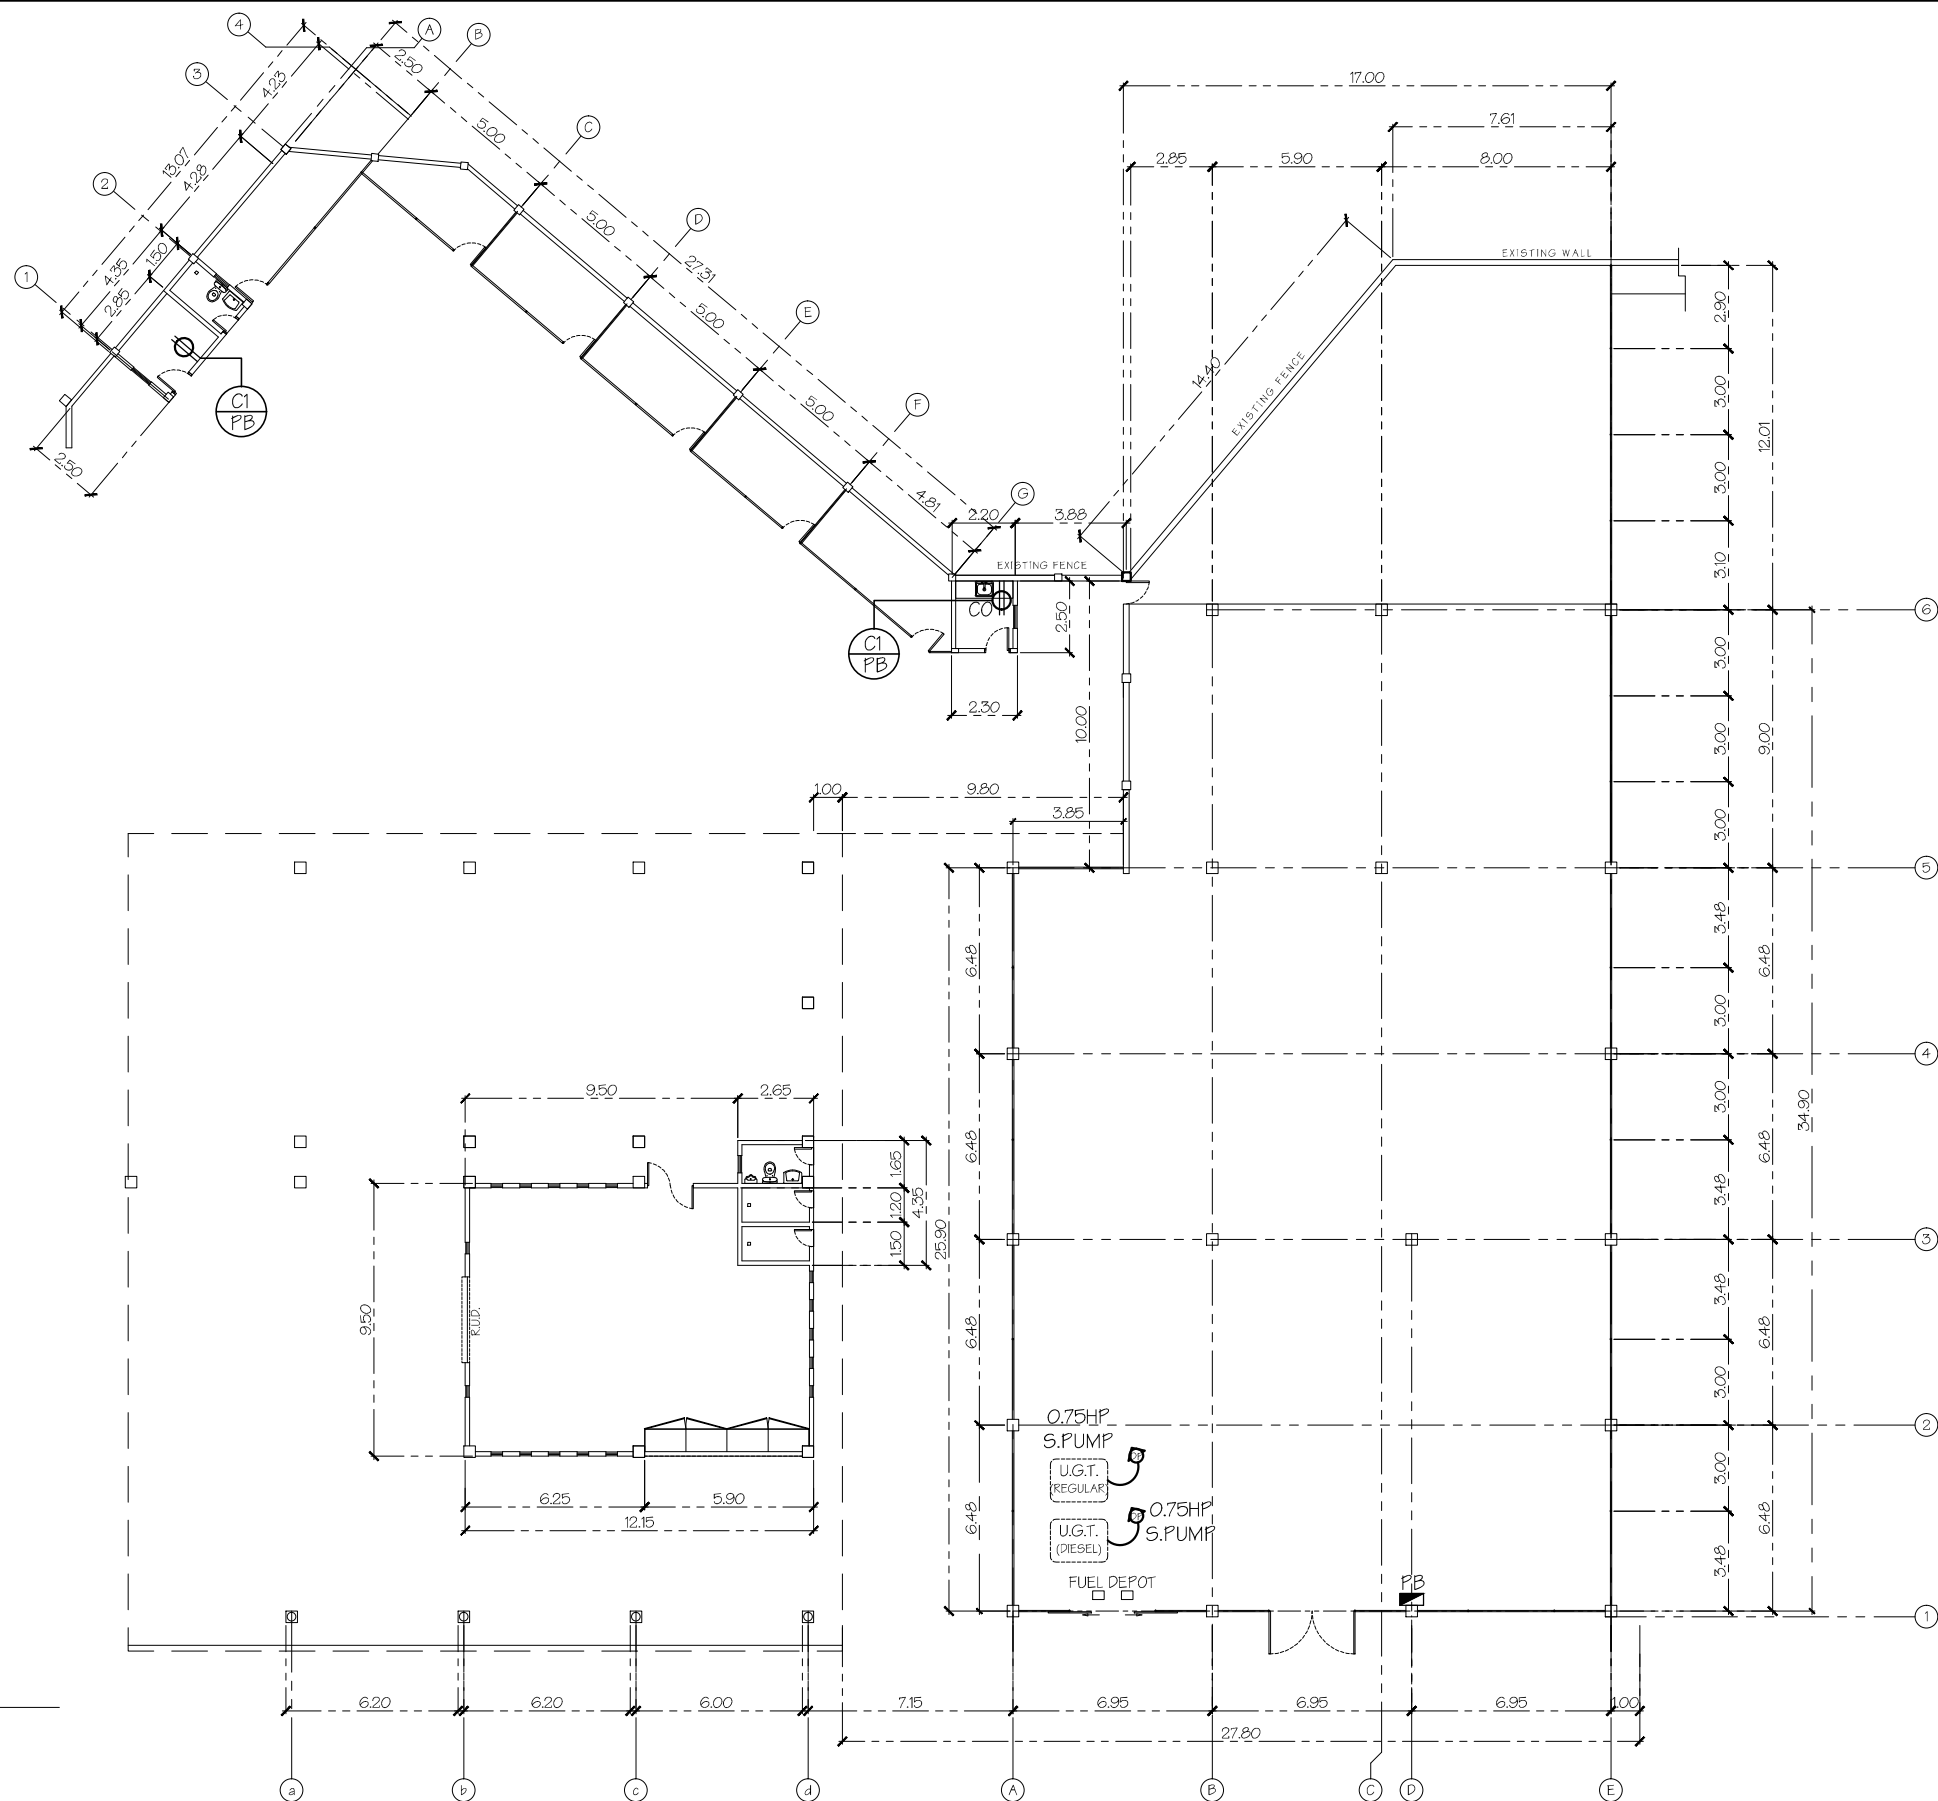 4
A
B
3
2.50
4.23
17.00
7.61
5.00
C
2.85
5.90
8.00
13.07
4.28
2
D
5.00
EXISTING WALL
1
1.50
4.35
2.85
27.31
2.90
E
5.00
14.40
EXISTING FENCE
C1
PB
3.00
12.01
5.00
F
2.50
3.00
4.81
G
2.20
3.88
EXISTING FENCE
3.10
CO
2.50
6
C1
PB
3.00
2.30
10.00
3.00
9.00
1.00
9.80
3.85
3.00
5
3.48
6.48
6.48
3.00
4
9.50
2.65
3.00
34.90
1.65
6.48
6.48
1.20
4.35
3.48
25.90
1.50
3
9.50
R.U.D.
3.48
6.48
6.48
3.00
0.75HP
S.PUMP
2
U.G.T.
(REGULAR)
DP
3.00
6.25
5.90
12.15
0.75HP
S.PUMP
DP
U.G.T.
(DIESEL)
6.48
6.48
3.48
FUEL DEPOT
PB
1
6.20
6.20
6.00
7.15
6.95
6.95
6.95
1.00
27.80
a
b
c
d
A
B
C
D
E